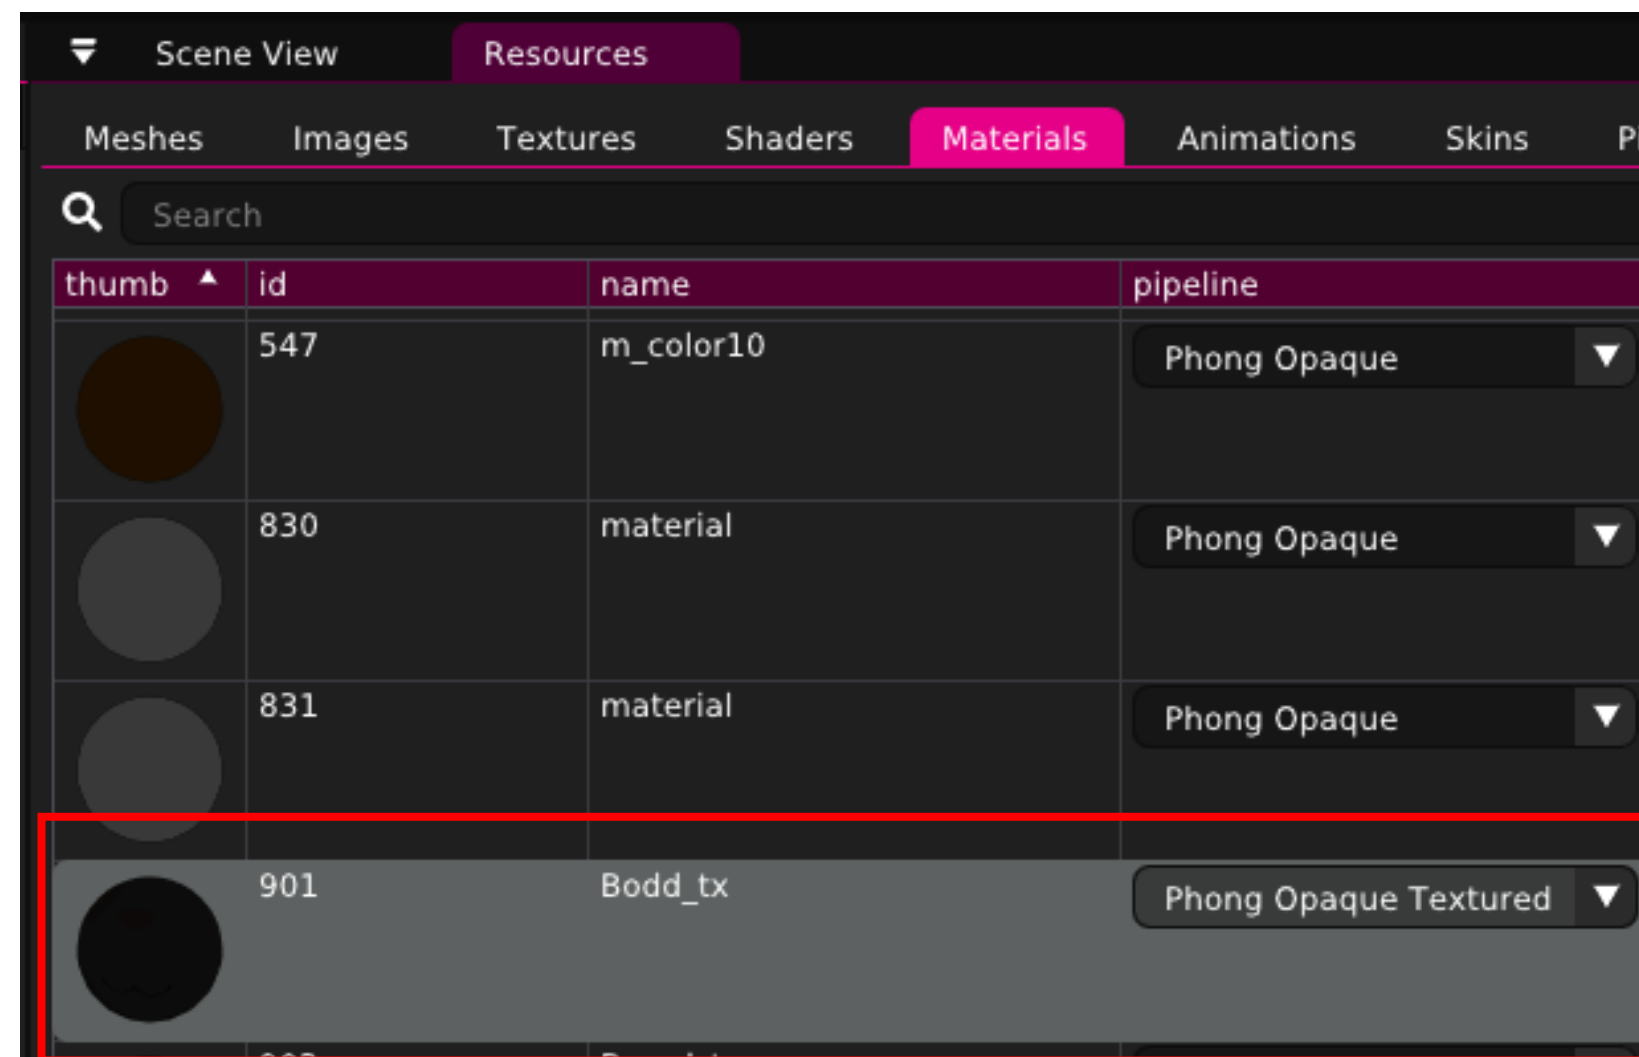 Scene View Resources
Meshes Images Textures Shaders Materials Animations Skins
Search
thumb id name pipeline
547 m_color10 Phong Opaque
830 material Phong Opaque
831 material Phong Opaque
901 Bodd_tx Phong Opaque Textured